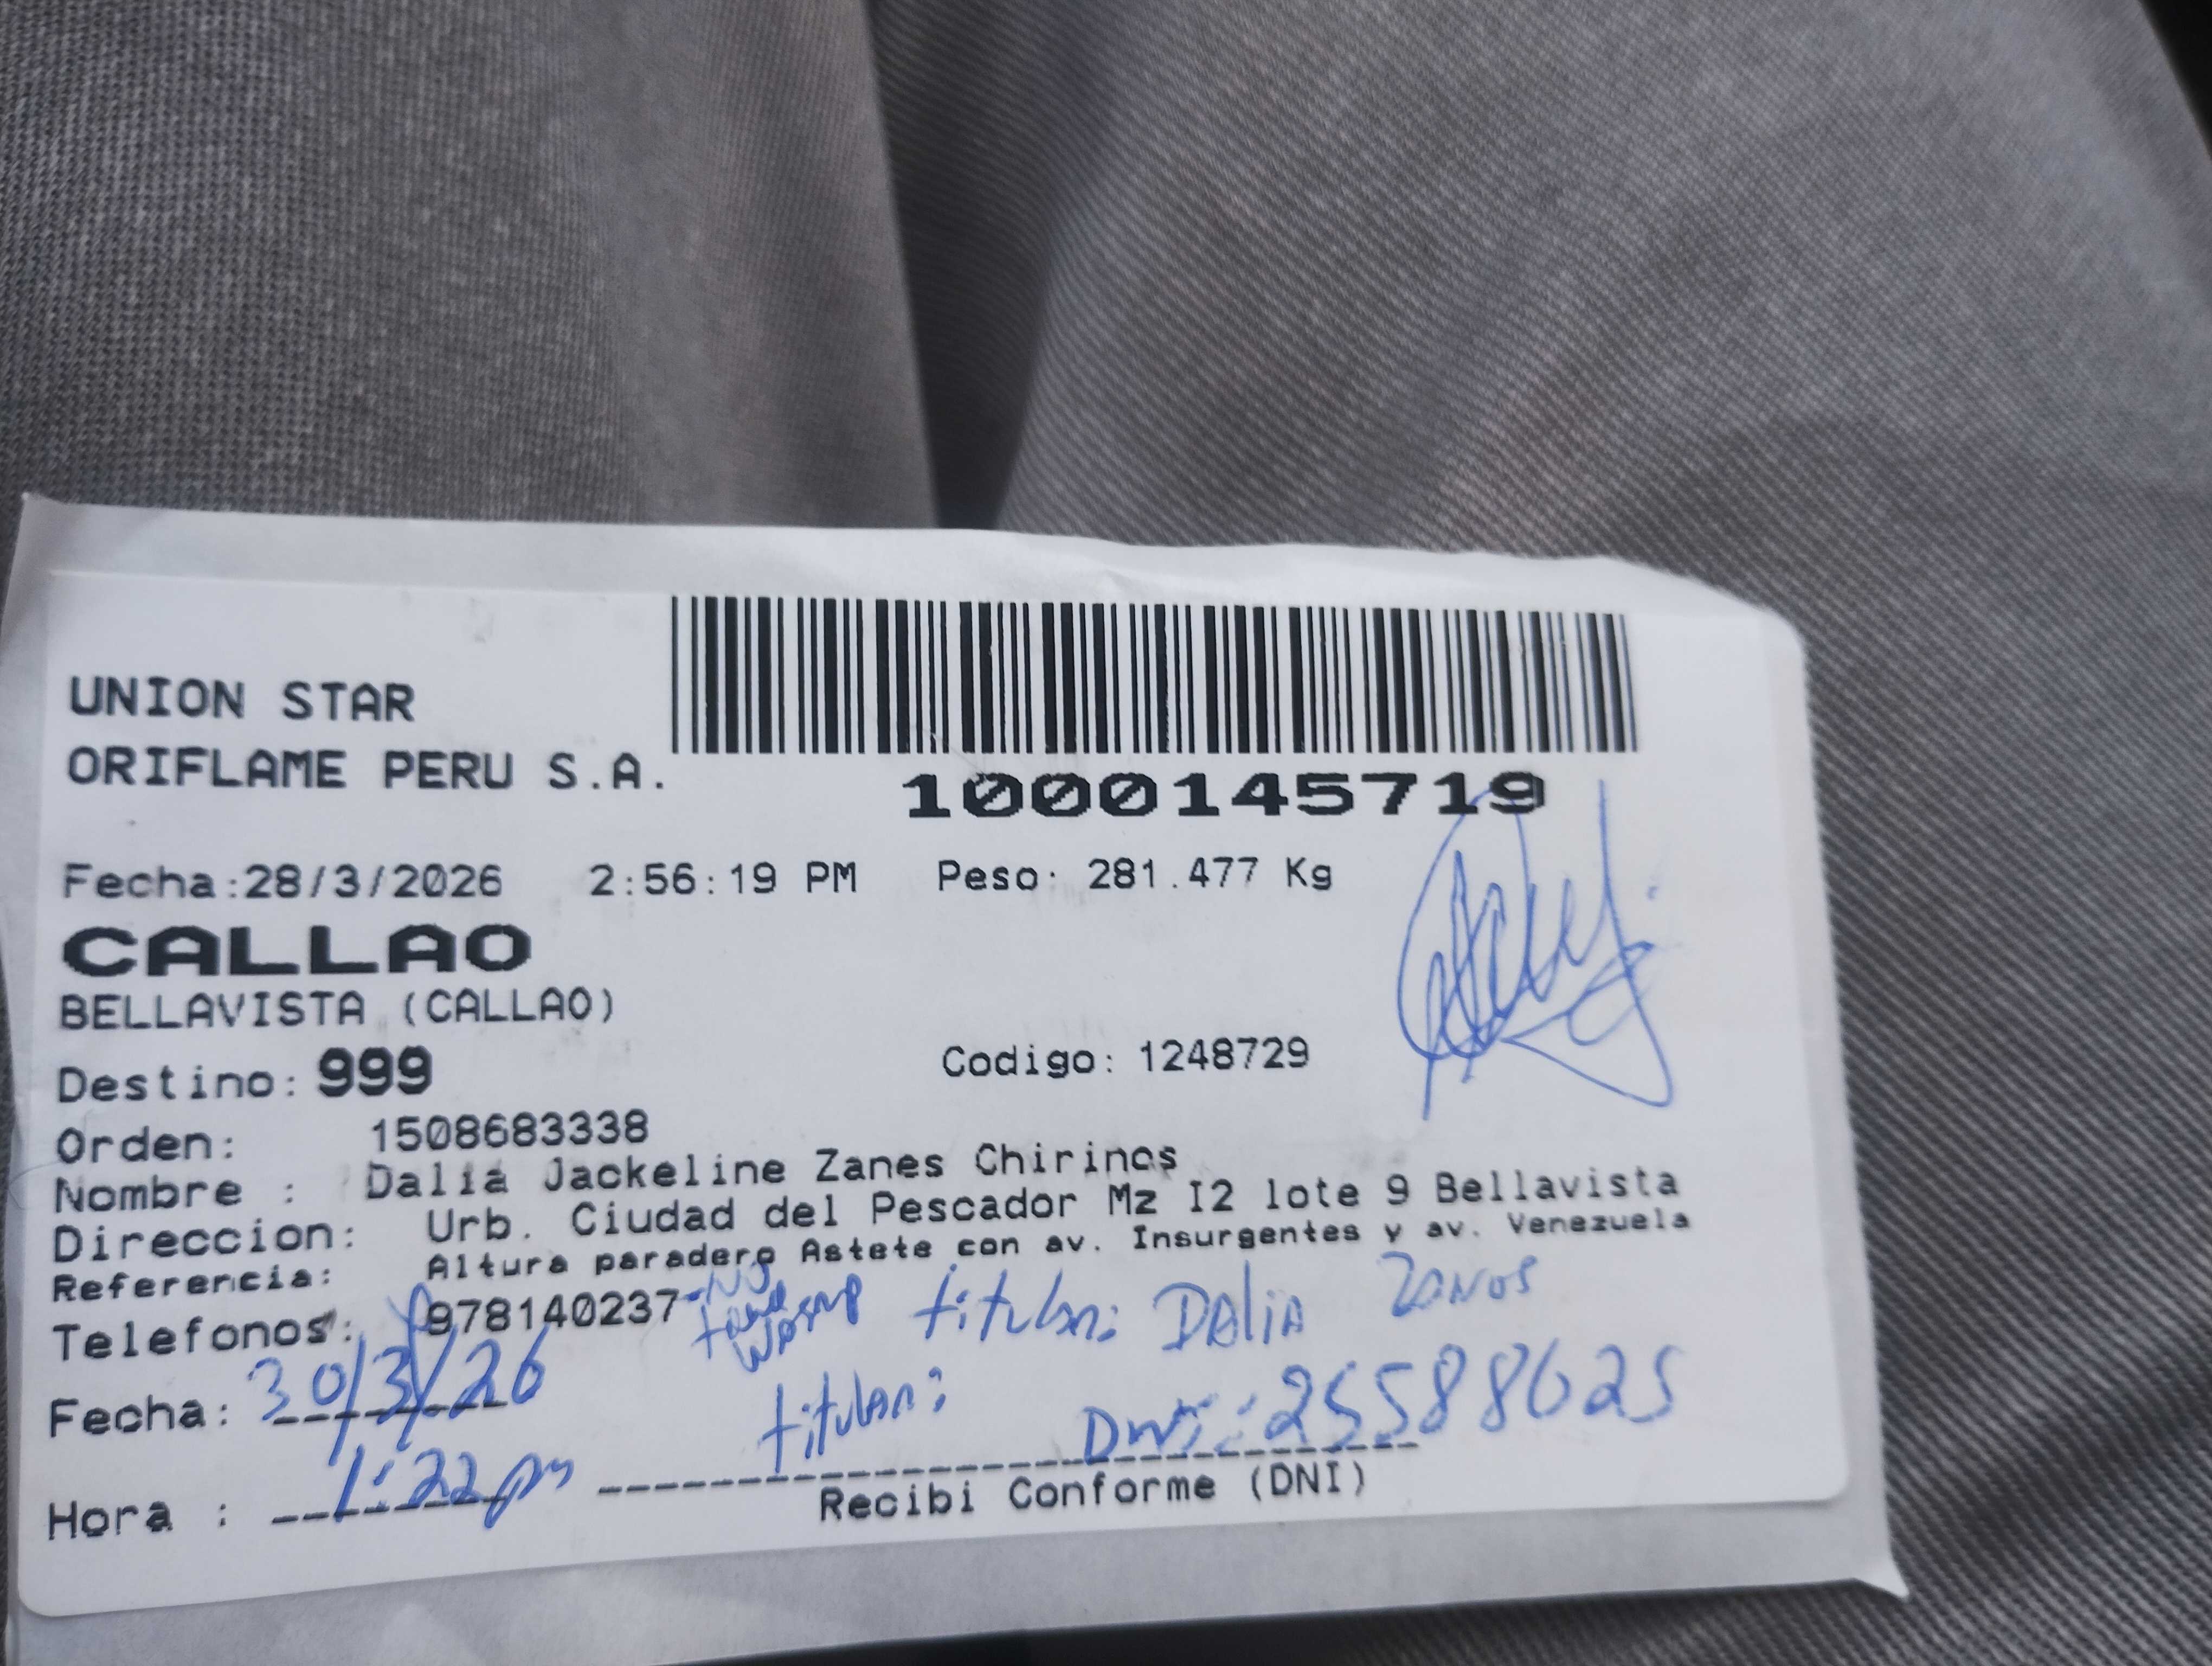 UNION STAR
ORIFLAME PERU S.A.
1000145719
Fecha:28/3/2026 2:56:19 PM Peso: 281.477 Kg
CALLAO
BELLAVISTA (CALLAO)
Destino: 999 Codigo: 1248729
Orden: 1508683338
Nombre : Dalia Jackeline Zanes Chirinos
Direccion: Urb. Ciudad del Pescador Mz I2 lote 9 Bellavista
Referencia: Altura paradero Astete con av. Insurgentes y av. Venezuela
Telefonos: 978140237 -No titular: DAliA ZANOS
Fecha: 30/3/26 titular: Dni: 25588625
Hora : 1:22 pm
Recibi Conforme (DNI)